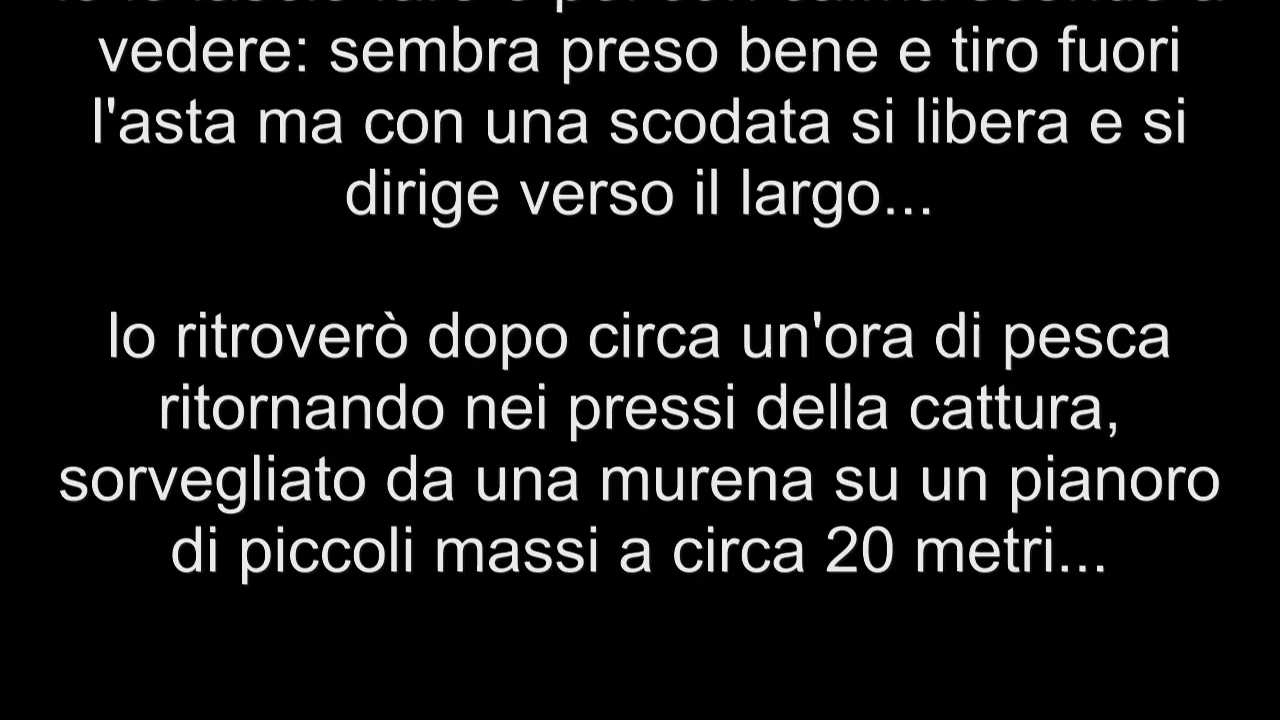 vedere: sembra preso bene e tiro fuori
l'asta ma con una scodata si libera e si
dirige verso il largo...
lo ritroverò dopo circa un'ora di pesca
ritornando nei pressi della cattura,
sorvegliato da una murena su un pianoro
di piccoli massi a circa 20 metri...